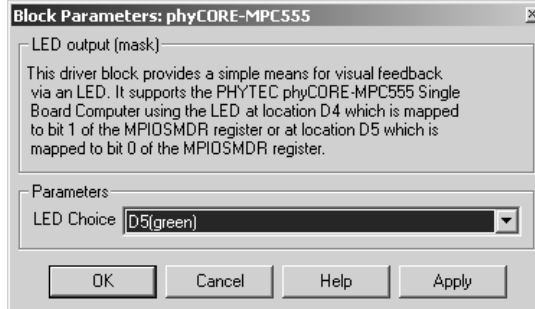 Block Parameters: phyCORE-MPC555
LED output (mask)
This driver block provides a simple means for visual feedback
via an LED. It supports the PHYTEC phyCORE-MPC555 Single
Board Computer using the LED at location D4 which is mapped
to bit 1 of the MPIOSMDR register or at location D5 which is
mapped to bit 0 of the MPIOSMDR register.
Parameters
LED Choice D5(green)
OK Cancel Help Apply